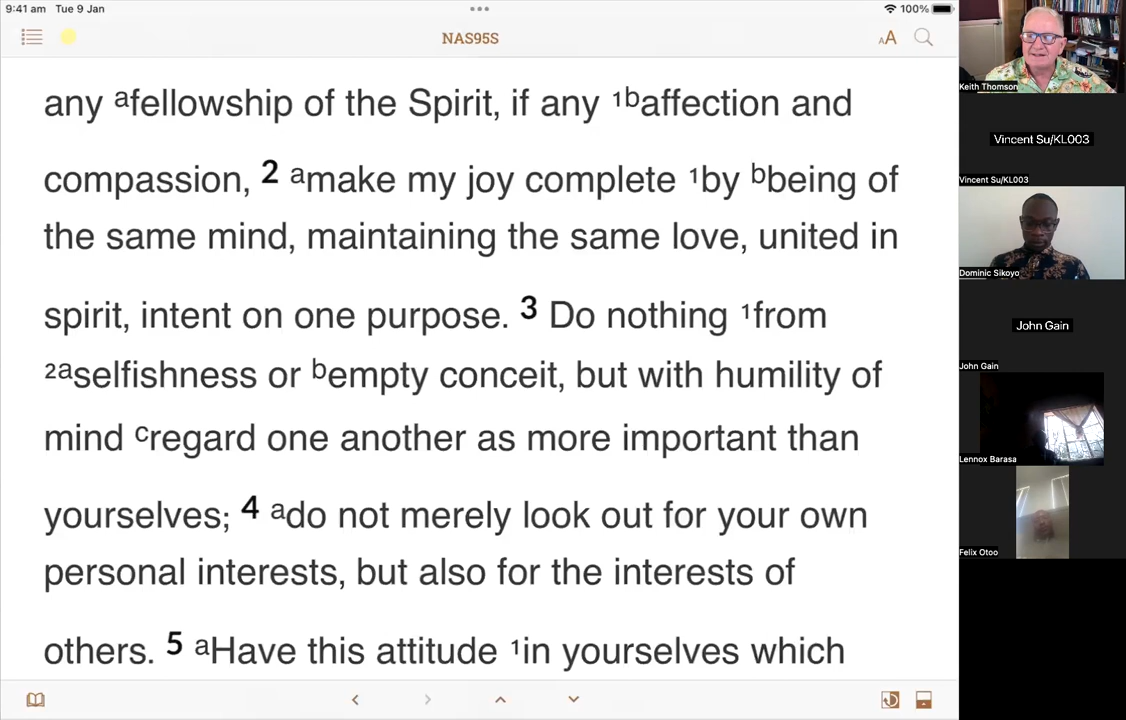 9:41 am Tue 9 Jan
100%
NAS95S
AA
any afellowship of the Spirit, if any 1baffection and
compassion, 2 amake my joy complete 1by bbeing of
the same mind, maintaining the same love, united in
spirit, intent on one purpose. 3 Do nothing 1from
2aselfishness or bempty conceit, but with humility of
mind cregard one another as more important than
yourselves; 4 ado not merely look out for your own
personal interests, but also for the interests of
others. 5 aHave this attitude 1in yourselves which
Keith Thomson
Vincent Su/KL003
Vincent Su/KL003
Dominic Sikoyo
John Gain
John Gain
Lennox Barasa
Felix Otoo